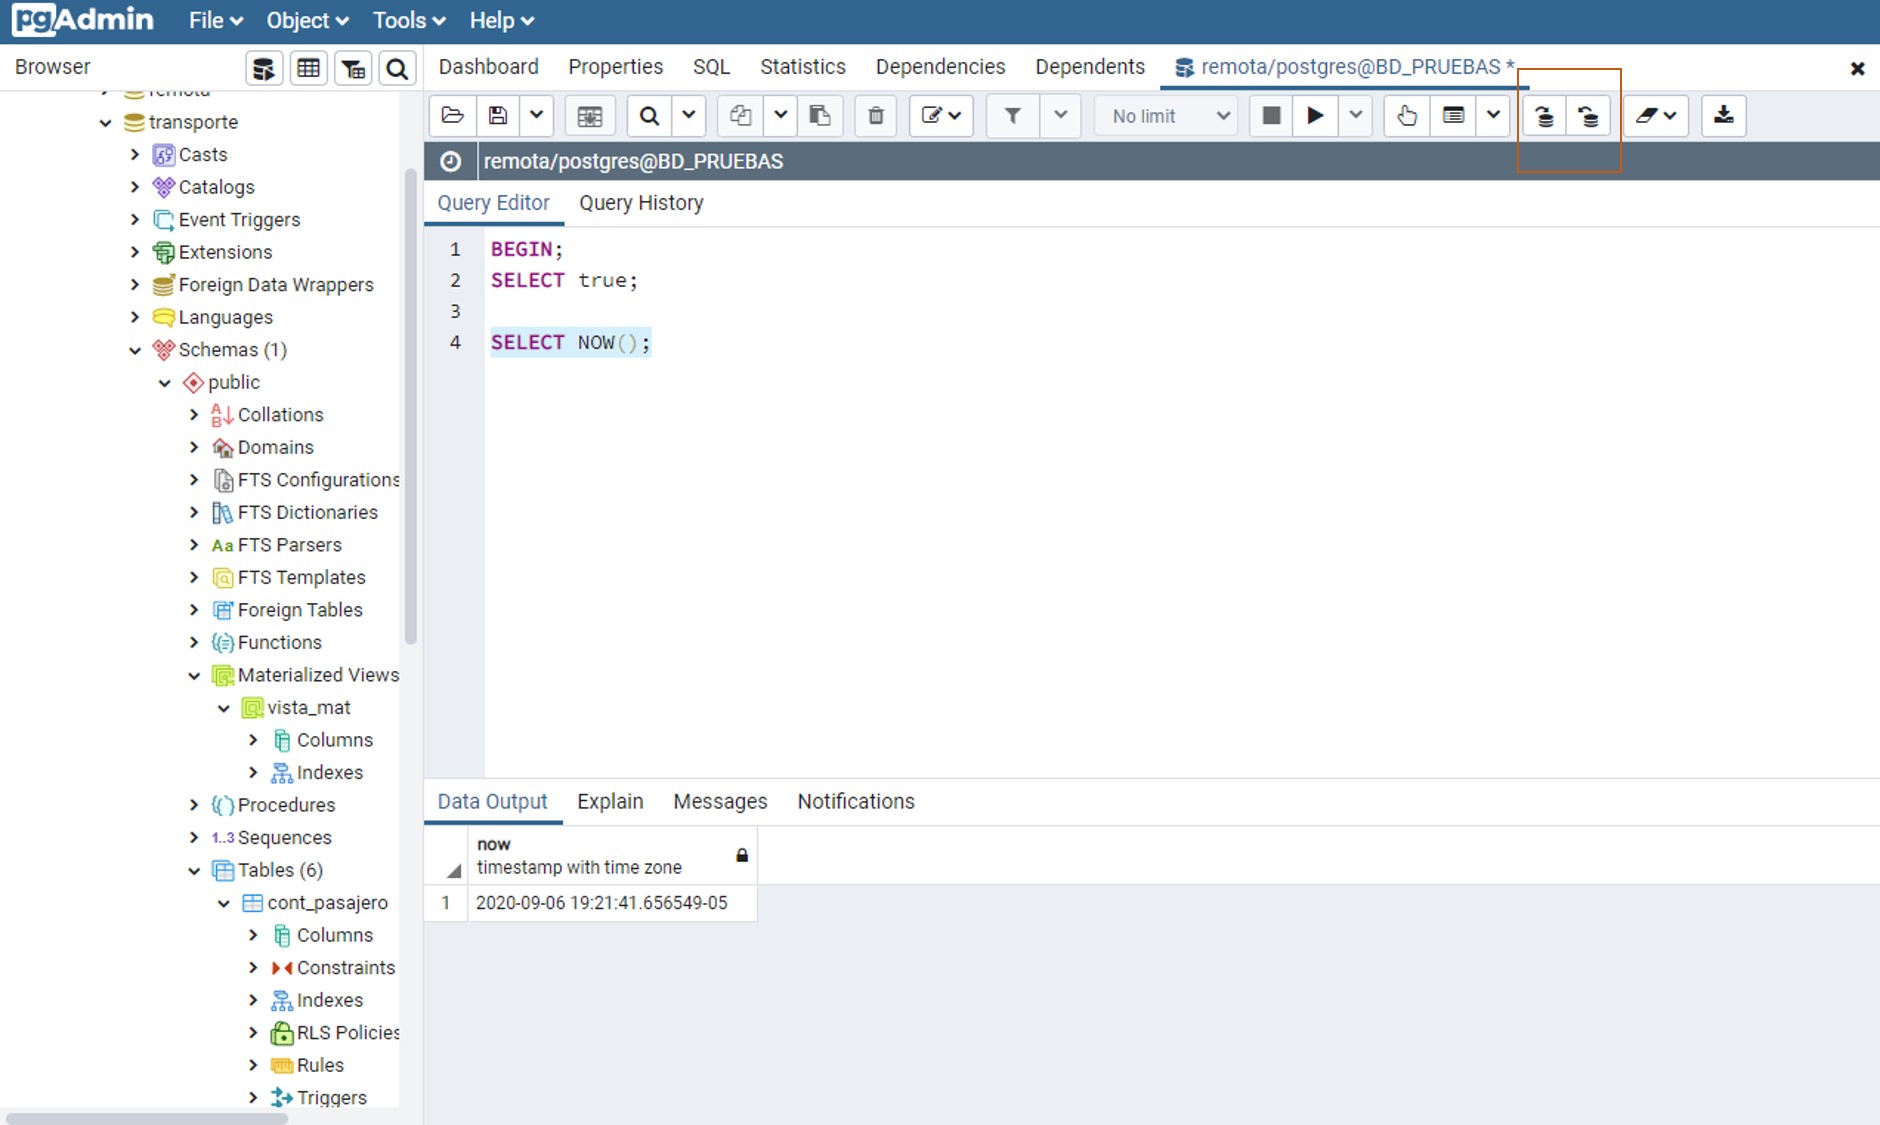 pgAdmin File Object Tools Help
Browser Dashboard Properties SQL Statistics Dependencies Dependents remota/postgres@BD_PRUEBAS *
remota
transporte
Casts
Catalogs
Event Triggers
Extensions
Foreign Data Wrappers
Languages
Schemas (1)
public
Collations
Domains
FTS Configurations
FTS Dictionaries
Aa FTS Parsers
FTS Templates
Foreign Tables
Functions
Materialized Views
vista_mat
Columns
Indexes
Procedures
1..3 Sequences
Tables (6)
cont_pasajero
Columns
Constraints
Indexes
RLS Policies
Rules
Triggers
No limit
remota/postgres@BD_PRUEBAS
Query Editor Query History
1 BEGIN;
2 SELECT true;
3
4 SELECT NOW();
Data Output Explain Messages Notifications
now
timestamp with time zone
1 2020-09-06 19:21:41.656549-05